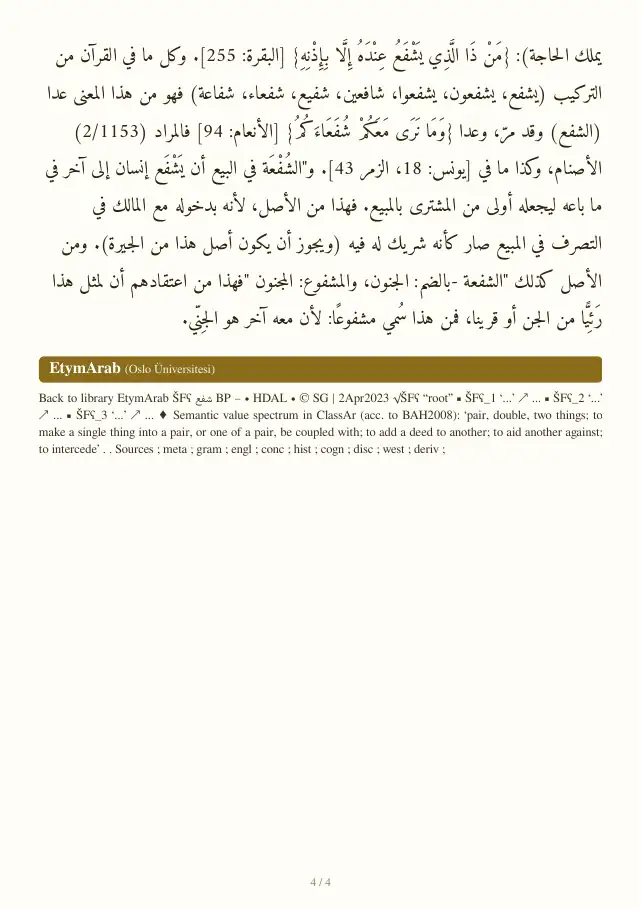 يملك الحاجة): {مَنْ ذَا الَّذِي يَشْفَعُ عِنْدَهُ إِلَّا بِإِذْنِهِ} [البقرة: 255]. وكل ما في القرآن من
التركيب (يشفع، يشفعون، يشفعوا، شافعين، شفيع، شفعاء، شفاعة) فهو من هذا المعنى عدا
(الشفع) وقد مرّ، وعدا {وَمَا نَرَى مَعَكُمْ شُفَعَاءَكُمُ} [الأنعام: 94] فالمراد (2/1153)
الأصنام، وكذا ما في [يونس: 18، الزمر 43]. و"الشُفْعَة في البيع أن يَشْفَع إنسان إلى آخر في
ما باعه ليجعله أولى من المشترى بالمبيع. فهذا من الأصل، لأنه بدخوله مع المالك في
التصرف في المبيع صار كأنه شريك له فيه (ويجوز أن يكون أصل هذا من الجيرة). ومن
الأصل كذلك "الشفعة -بالضم: الجنون، والمشفوع: المجنون "فهذا من اعتقادهم أن لمثل هذا
رَئِيًّا من الجن أو قرينا، فمن هذا سُمي مشفوعًا: لأن معه آخر هو الجِنّي.
EtymArab (Oslo Üniversitesi)
Back to library EtymArab ŠFʕ شفع BP – • HDAL • © SG | 2Apr2023 √ŠFʕ “root” ▪ ŠFʕ_1 ‘...’ ↗ ... ▪ ŠFʕ_2 ‘...’
↗ ... ▪ ŠFʕ_3 ‘...’ ↗ ... ♦ Semantic value spectrum in ClassAr (acc. to BAH2008): ‘pair, double, two things; to
make a single thing into a pair, or one of a pair, be coupled with; to add a deed to another; to aid another against;
to intercede’ . . Sources ; meta ; gram ; engl ; conc ; hist ; cogn ; disc ; west ; deriv ;
4 / 4